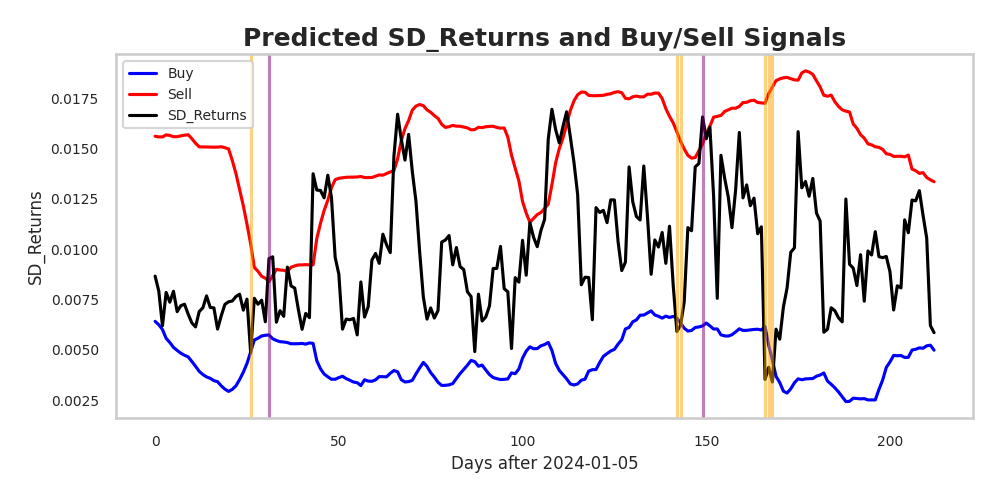 Predicted SD_Returns and Buy/Sell Signals
Buy
Sell
SD_Returns
SD_Returns
0.0175
0.0150
0.0125
0.0100
0.0075
0.0050
0.0025
0
50
100
150
200
Days after 2024-01-05